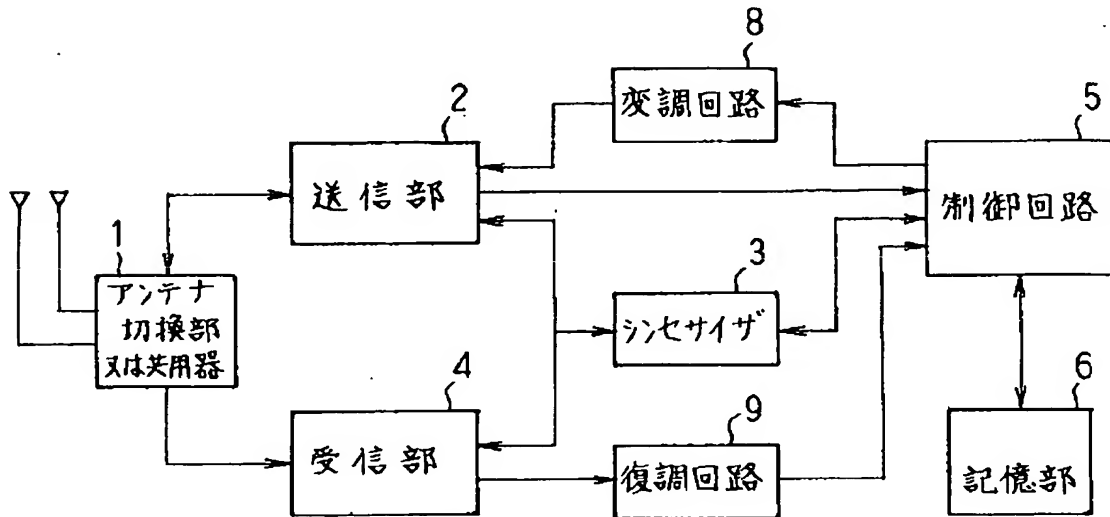 8
変調回路
2
送信部
5
制御回路
1
アンテナ
切換部
又は共用器
3
シンセサイザ
4
受信部
9
復調回路
6
記憶部